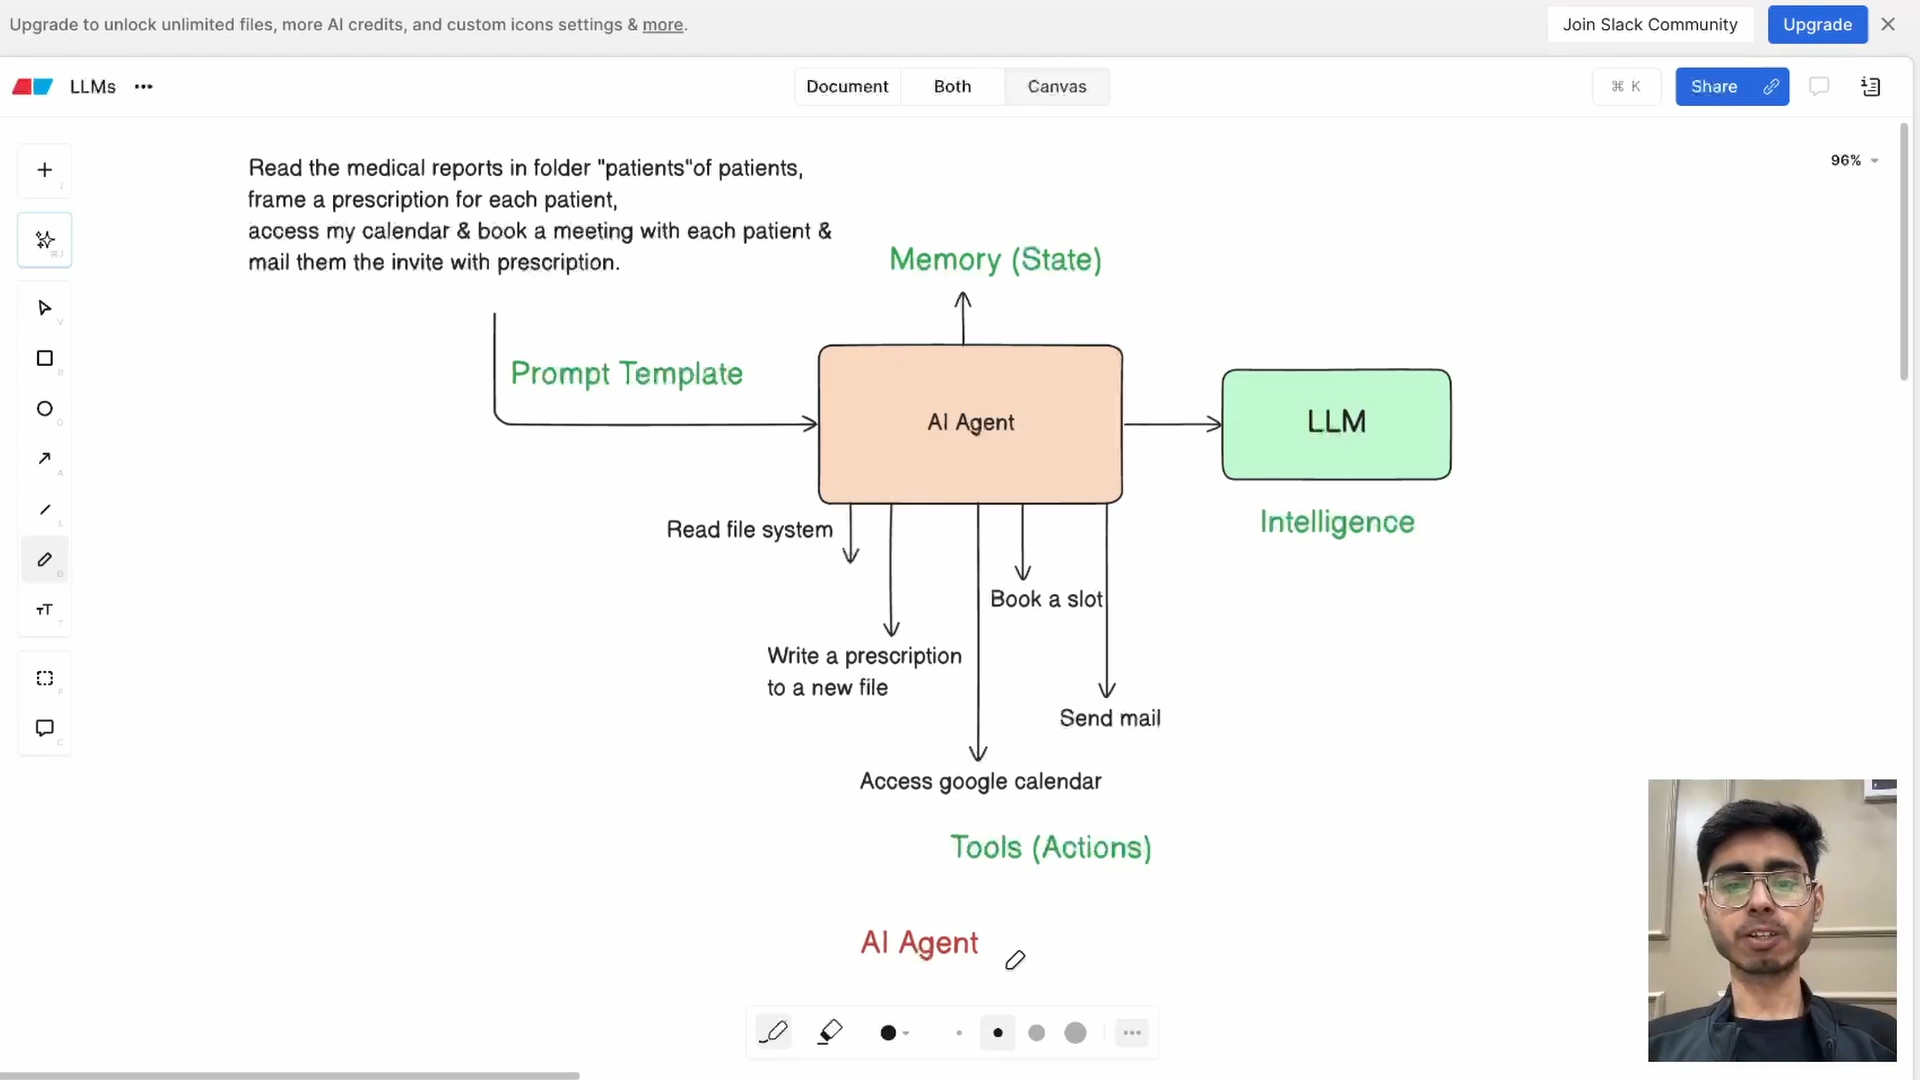 Upgrade to unlock unlimited files, more AI credits, and custom icons settings & more.
Join Slack Community
Upgrade
LLMs
Document
Both
Canvas
⌘ K
Share
96%
Read the medical reports in folder "patients"of patients,
frame a prescription for each patient,
access my calendar & book a meeting with each patient &
mail them the invite with prescription.
Memory (State)
Prompt Template
AI Agent
LLM
Intelligence
Read file system
Book a slot
Write a prescription
to a new file
Send mail
Access google calendar
Tools (Actions)
AI Agent
⌘J
V
R
O
A
L
D
TT
T
F
C